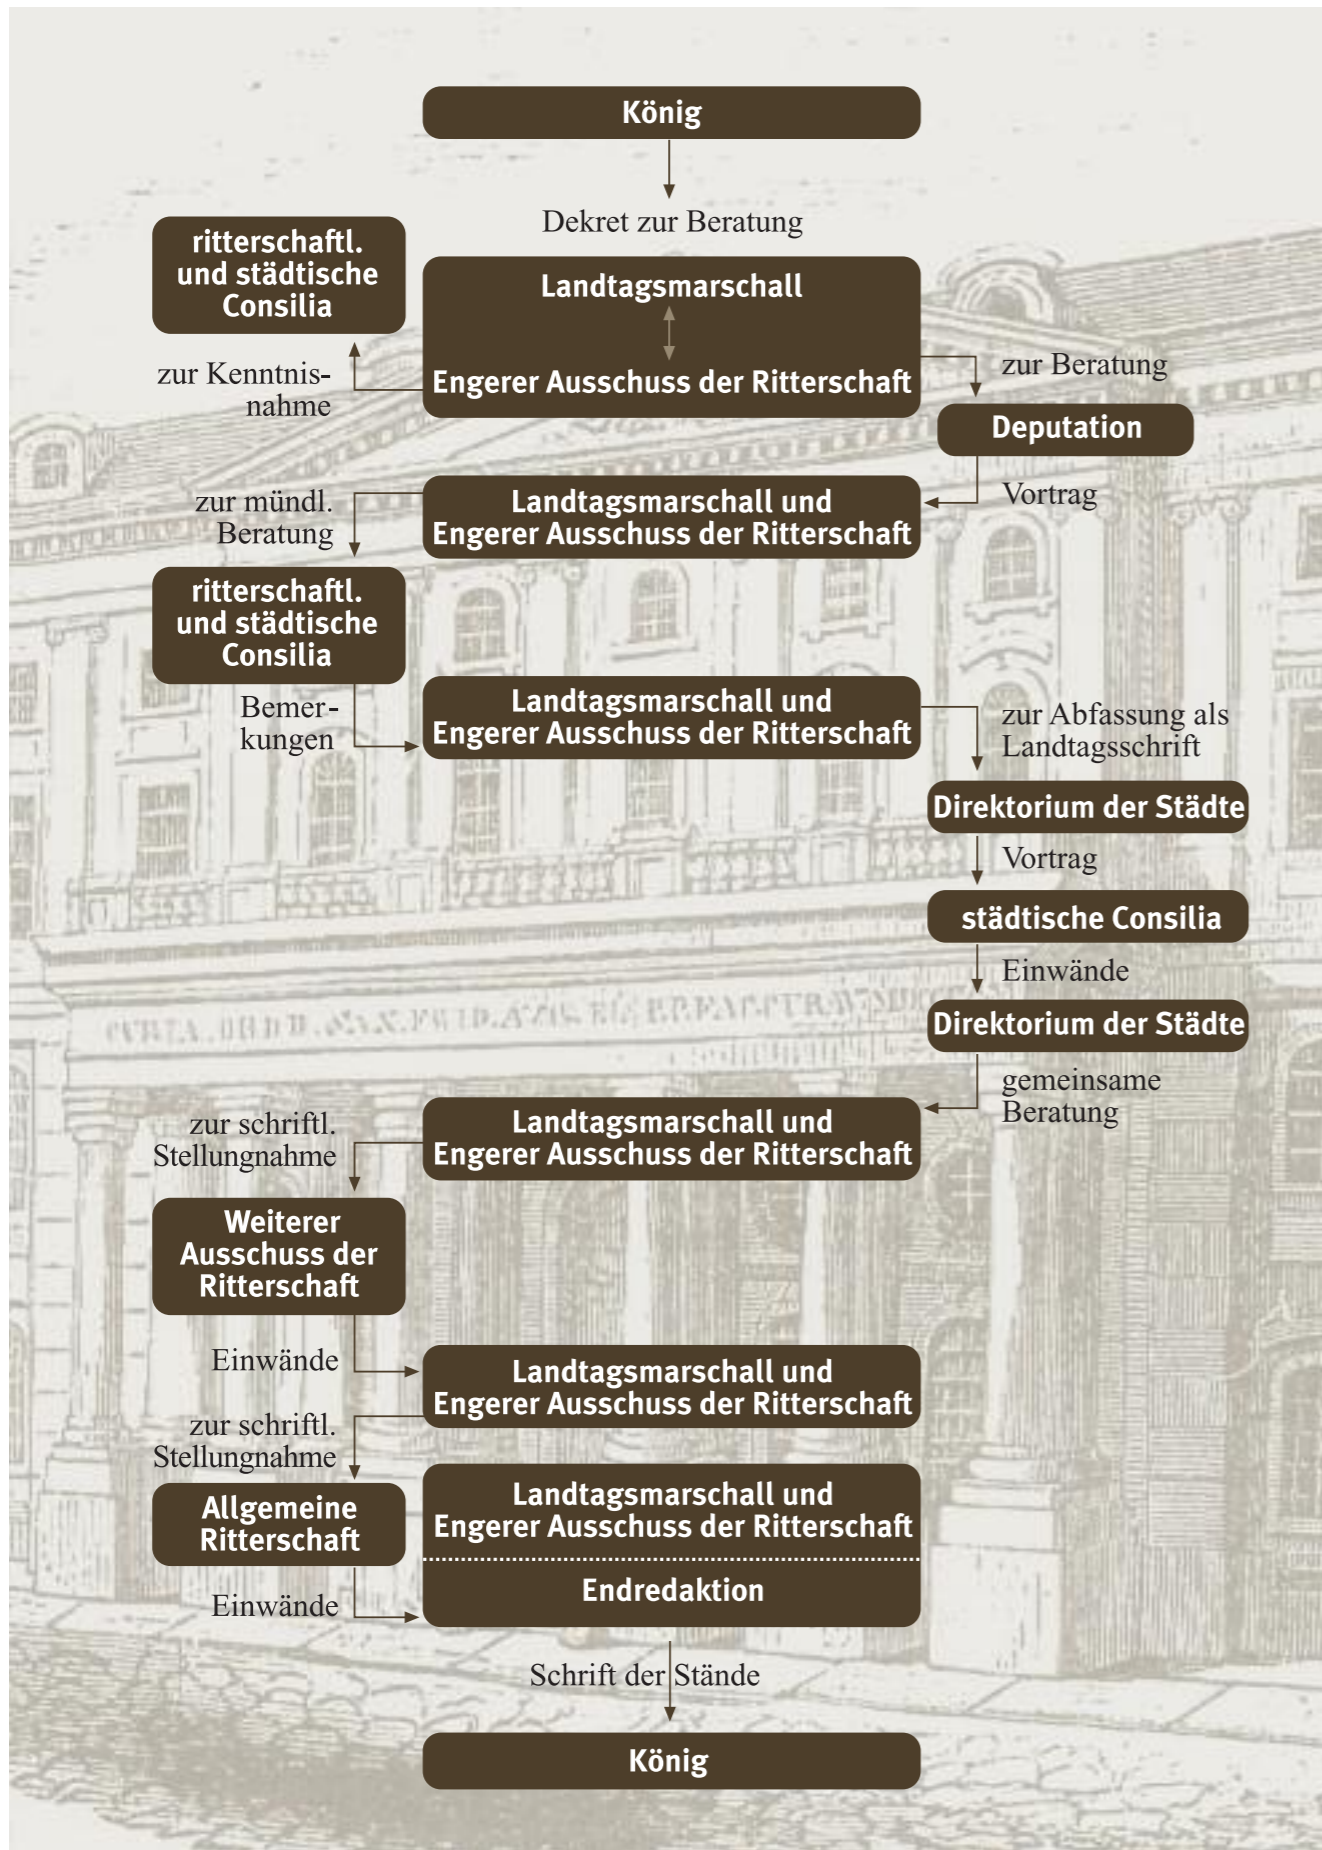 König
Dekret zur Beratung
ritterschaftl.
und städtische
Consilia
Landtagsmarschall
zur Kenntnis-
nahme
Engerer Ausschuss der Ritterschaft
zur Beratung
Deputation
Vortrag
Landtagsmarschall und
Engerer Ausschuss der Ritterschaft
zur mündl.
Beratung
ritterschaftl.
und städtische
Consilia
Bemer-
kungen
Landtagsmarschall und
Engerer Ausschuss der Ritterschaft
zur Abfassung als
Landtagsschrift
Direktorium der Städte
Vortrag
städtische Consilia
Einwände
Direktorium der Städte
gemeinsame
Beratung
Landtagsmarschall und
Engerer Ausschuss der Ritterschaft
zur schriftl.
Stellungnahme
Weiterer
Ausschuss der
Ritterschaft
Einwände
Landtagsmarschall und
Engerer Ausschuss der Ritterschaft
zur schriftl.
Stellungnahme
Allgemeine
Ritterschaft
Einwände
Landtagsmarschall und
Engerer Ausschuss der Ritterschaft
Endredaktion
Schrift der Stände
König